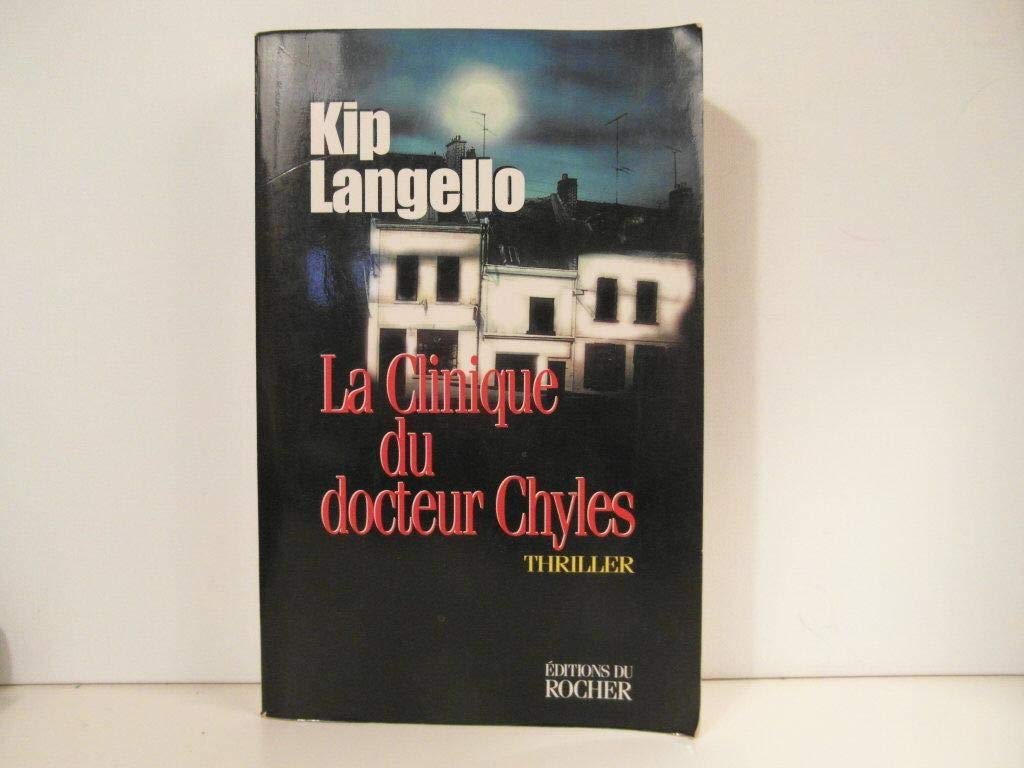 Kip
Langello
La Clinique
du
docteur Chyles
THRILLER
ÉDITIONS DU
ROCHER